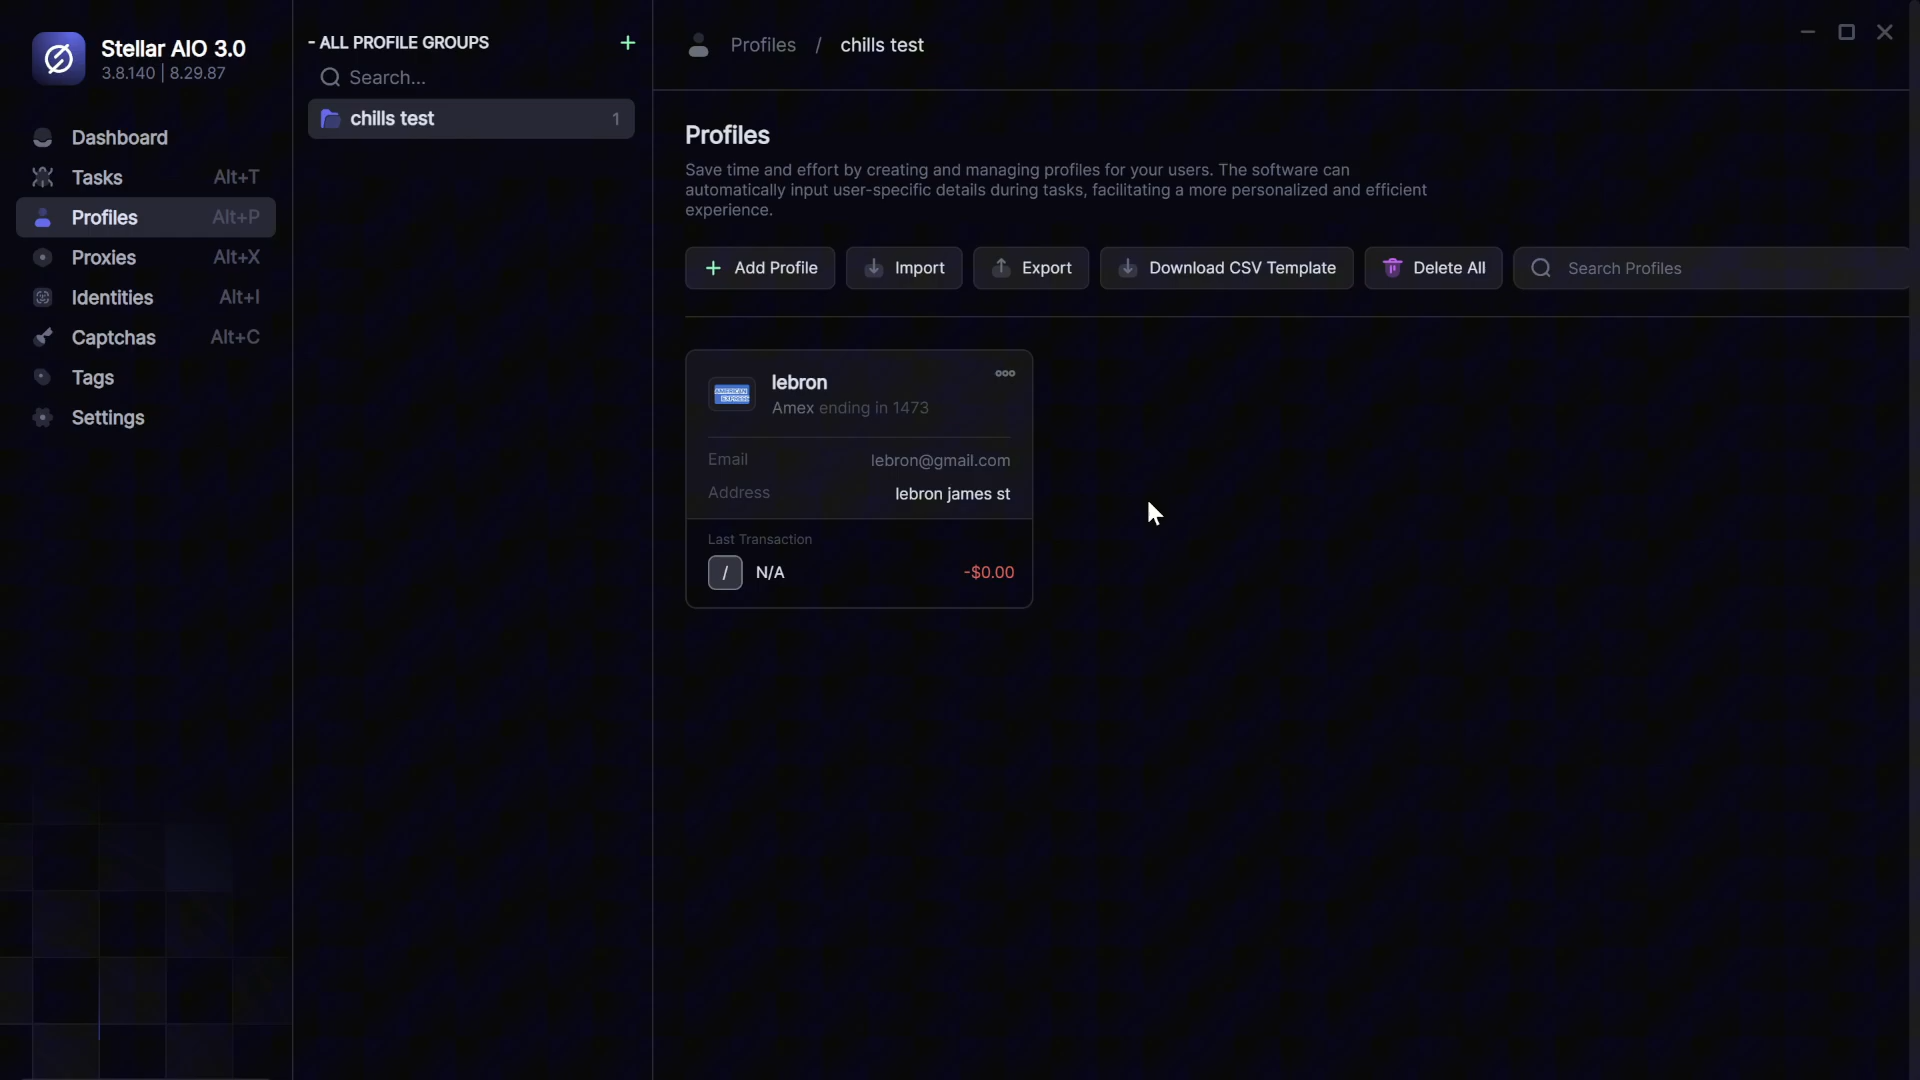 Stellar AIO 3.0
3.8.140 | 8.29.87
Dashboard
Tasks Alt+T
Profiles Alt+P
Proxies Alt+X
Identities Alt+I
Captchas Alt+C
Tags
Settings
- ALL PROFILE GROUPS +
Search...
chills test 1
Profiles / chills test
Profiles
Save time and effort by creating and managing profiles for your users. The software can
automatically input user-specific details during tasks, facilitating a more personalized and efficient
experience.
+ Add Profile Import Export Download CSV Template Delete All Search Profiles
lebron
AMERICAN EXPRESS
Amex ending in 1473
Email lebron@gmail.com
Address lebron james st
Last Transaction
/ N/A -$0.00